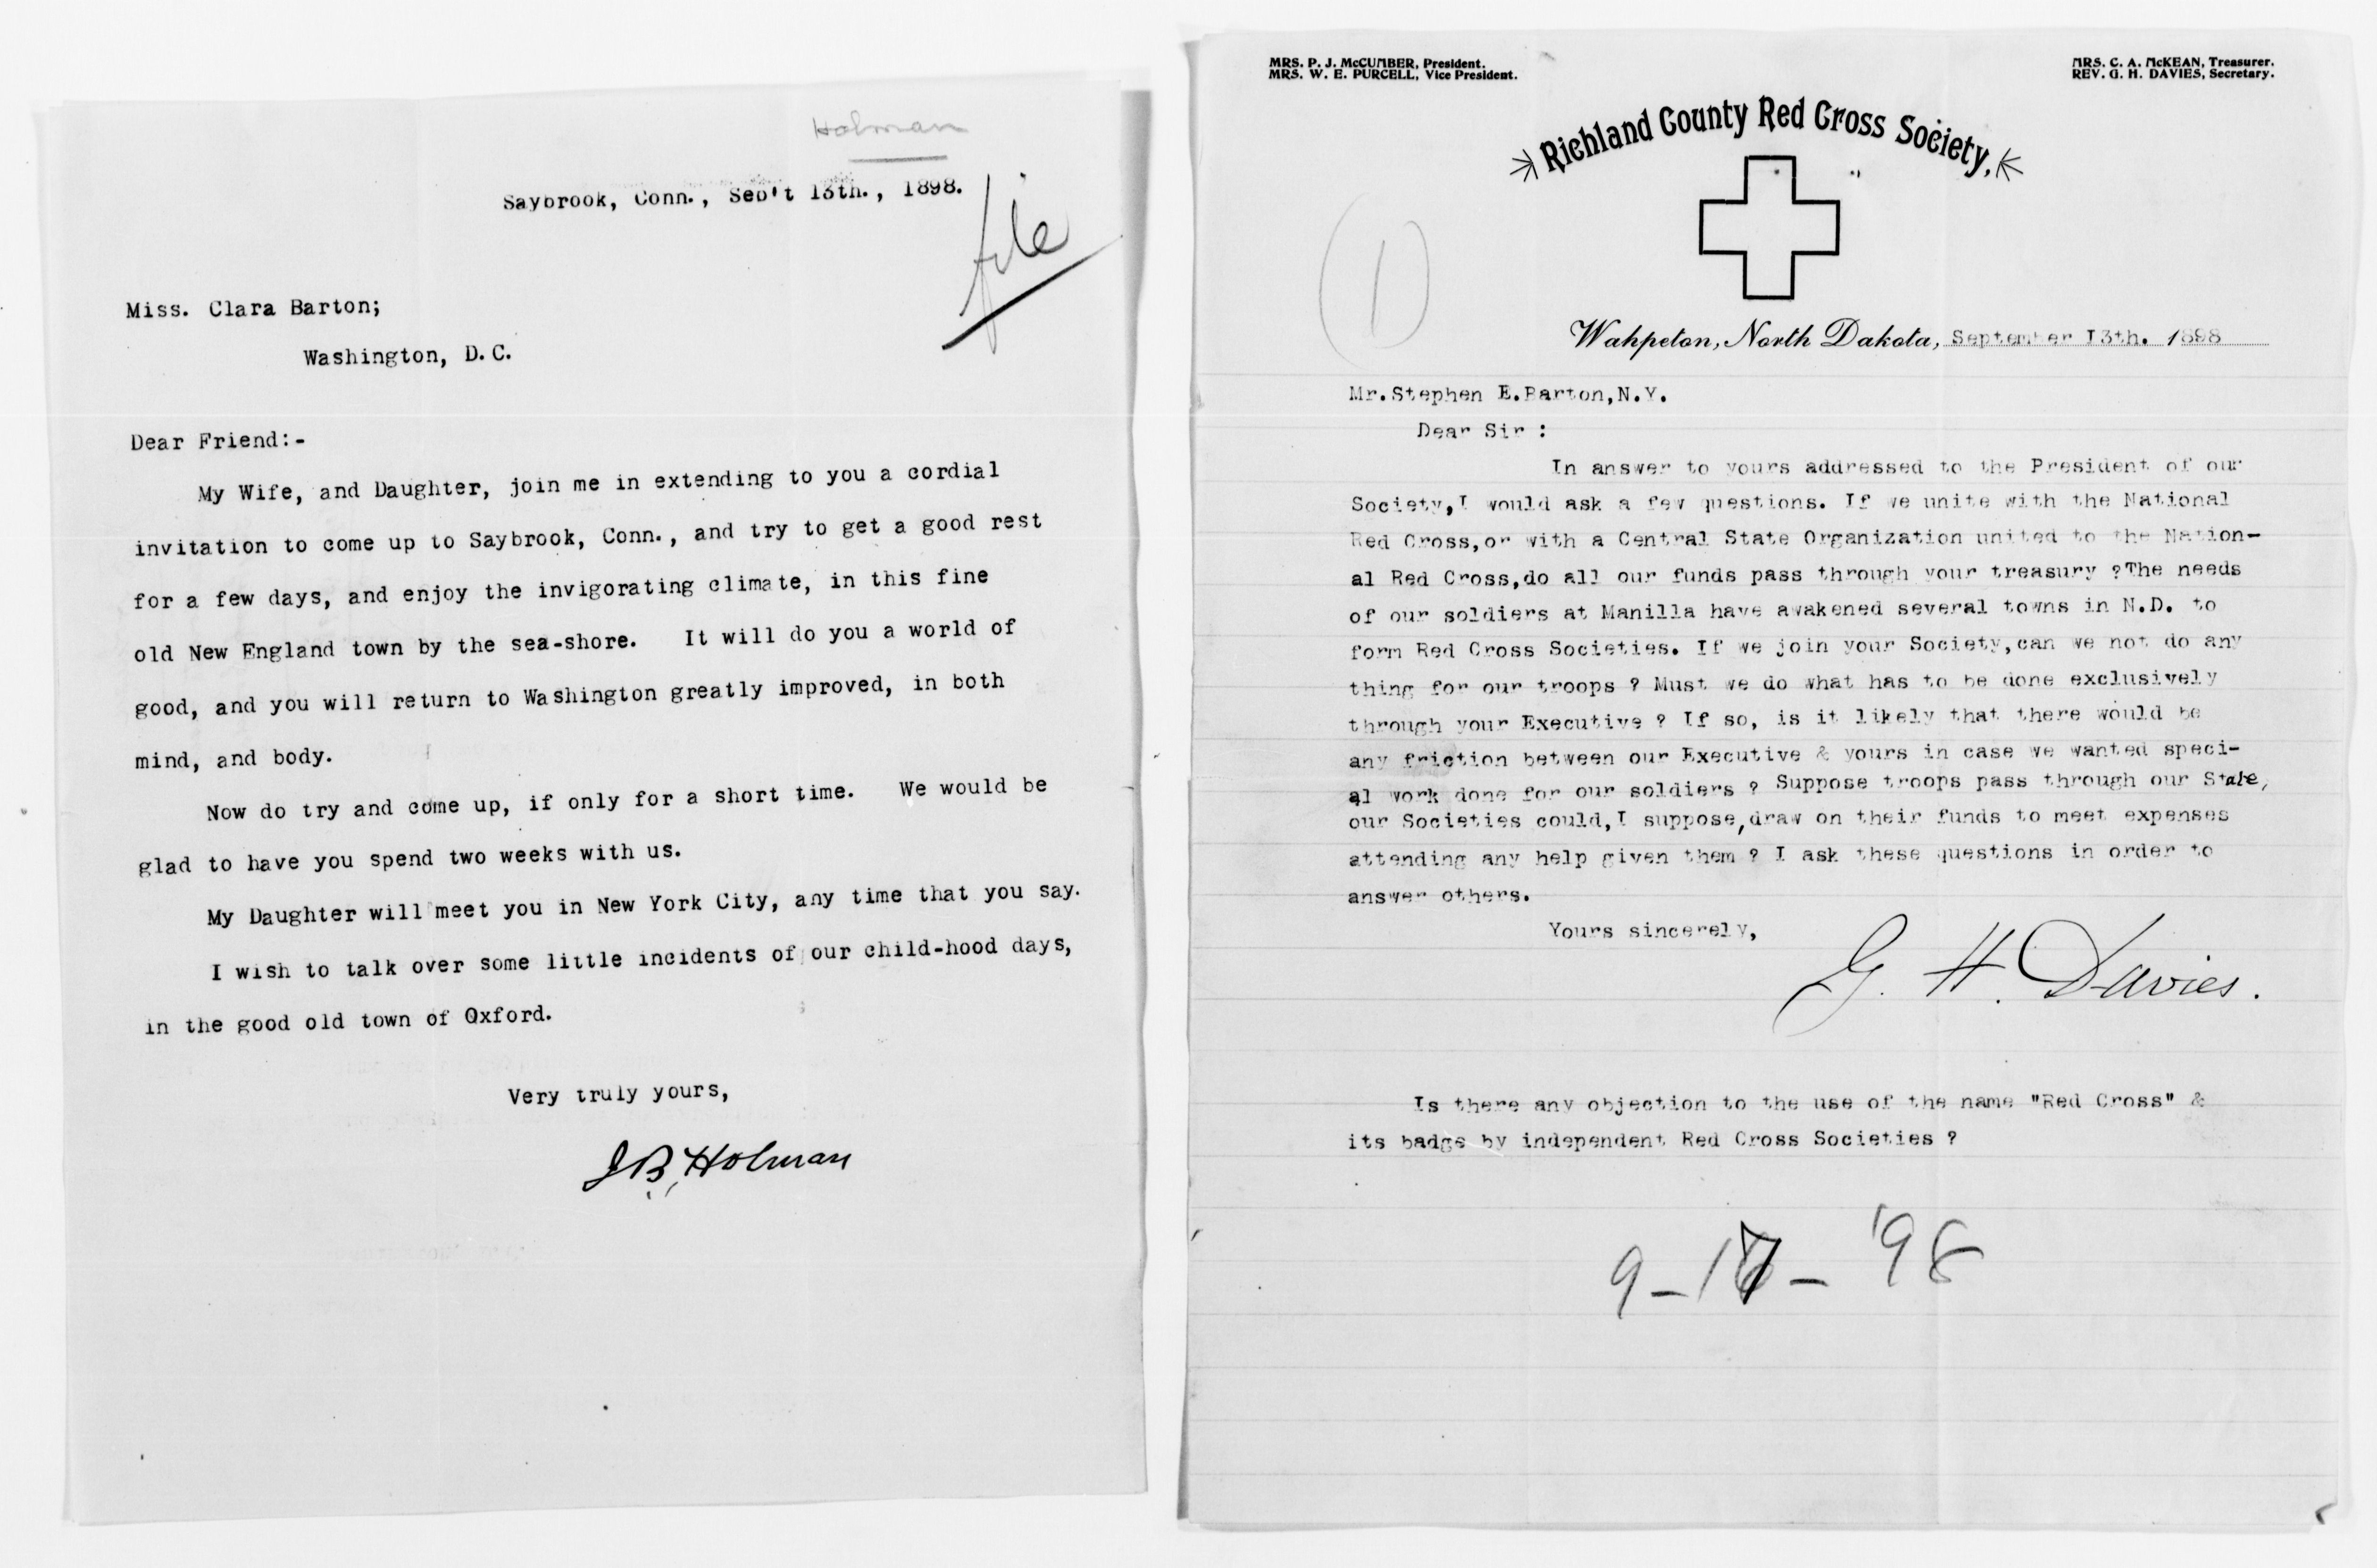 Holman
Saybrook, Conn., Sep't 13th., 1898.
file
Miss. Clara Barton;
Washington, D.C.
Dear Friend:-
My Wife, and Daughter, join me in extending to you a cordial
invitation to come up to Saybrook, Conn., and try to get a good rest
for a few days, and enjoy the invigorating climate, in this fine
old New England town by the sea-shore. It will do you a world of
good, and you will return to Washington greatly improved, in both
mind, and body.
Now do try and come up, if only for a short time. We would be
glad to have you spend two weeks with us.
My Daughter will meet you in New York City, any time that you say.
I wish to talk over some little incidents of our child-hood days,
in the good old town of Oxford.
Very truly yours,
J.B. Holman
MRS. P. J. McCUMBER, President.
MRS. W. E. PURCELL, Vice President.
MRS. C. A. McKEAN, Treasurer.
REV. G. H. DAVIES, Secretary.
Richland County Red Cross Society,
1
Wahpeton, North Dakota, September 13th. 1898
Mr.Stephen E.Barton,N.Y.
Dear Sir :
In answer to yours addressed to the President of our
Society,I would ask a few questions. If we unite with the National
Red Cross,or with a Central State Organization united to the Nation-
al Red Cross,do all our funds pass through your treasury ?The needs
of our soldiers at Manilla have awakened several towns in N.D. to
form Red Cross Societies. If we join your Society,can we not do any
thing for our troops ? Must we do what has to be done exclusively
through your Executive ? If so, is it likely that there would be
any friction between our Executive & yours in case we wanted speci-
al work done for our soldiers ? Suppose troops pass through our State,
our Societies could,I suppose,draw on their funds to meet expenses
attending any help given them ? I ask these questions in order to
answer others.
Yours sincerely,
G. H. Davies.
Is there any objection to the use of the name "Red Cross" &
its badge by independent Red Cross Societies ?
9-17-'98